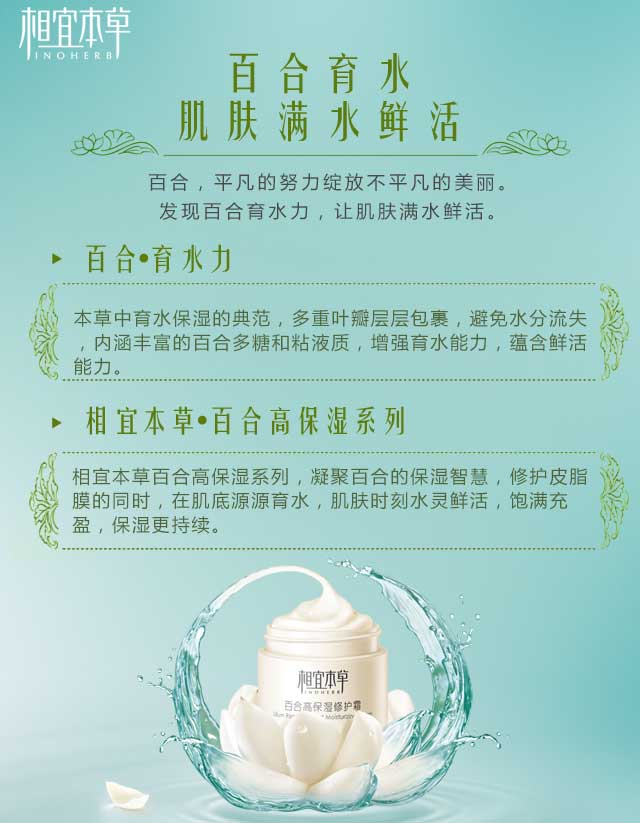 相宜本草
INOHERB
百合育水
肌肤满水鲜活
百合，平凡的努力绽放不平凡的美丽。
发现百合育水力，让肌肤满水鲜活。
百合•育水力
本草中育水保湿的典范，多重叶瓣层层包裹，避免水分流失
，内涵丰富的百合多糖和粘液质，增强育水能力，蕴含鲜活
能力。
相宜本草•百合高保湿系列
相宜本草百合高保湿系列，凝聚百合的保湿智慧，修护皮脂
膜的同时，在肌底源源育水，肌肤时刻水灵鲜活，饱满充
盈，保湿更持续。
相宜本草
INOHERB
百合高保湿修护霜